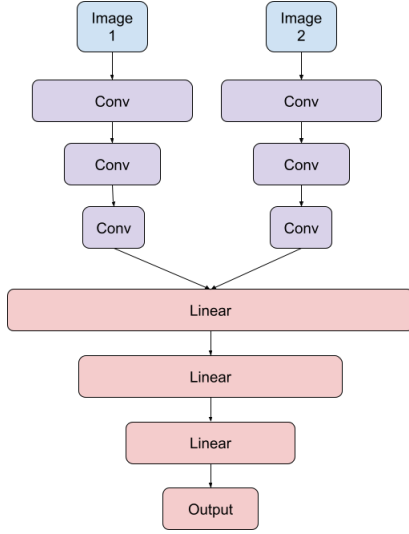 Image
1
Image
2
Conv
Conv
Conv
Conv
Conv
Conv
Linear
Linear
Linear
Output